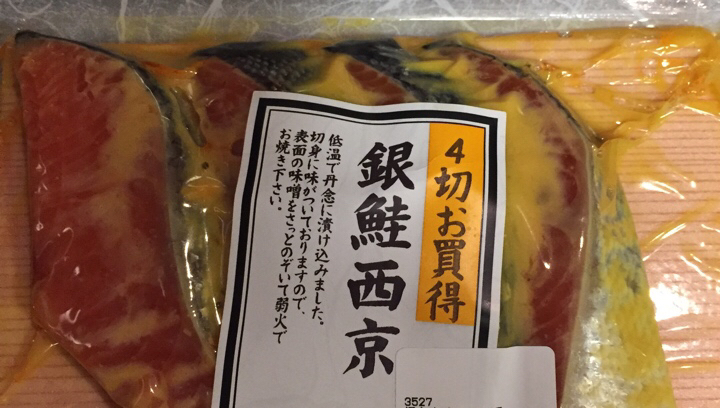 4切お買得
銀鮭西京
低温で丹念に漬け込みました。
切身に味がついておりますので、
表面の味噌をさっとのぞいて弱火で
お焼き下さい。
3527